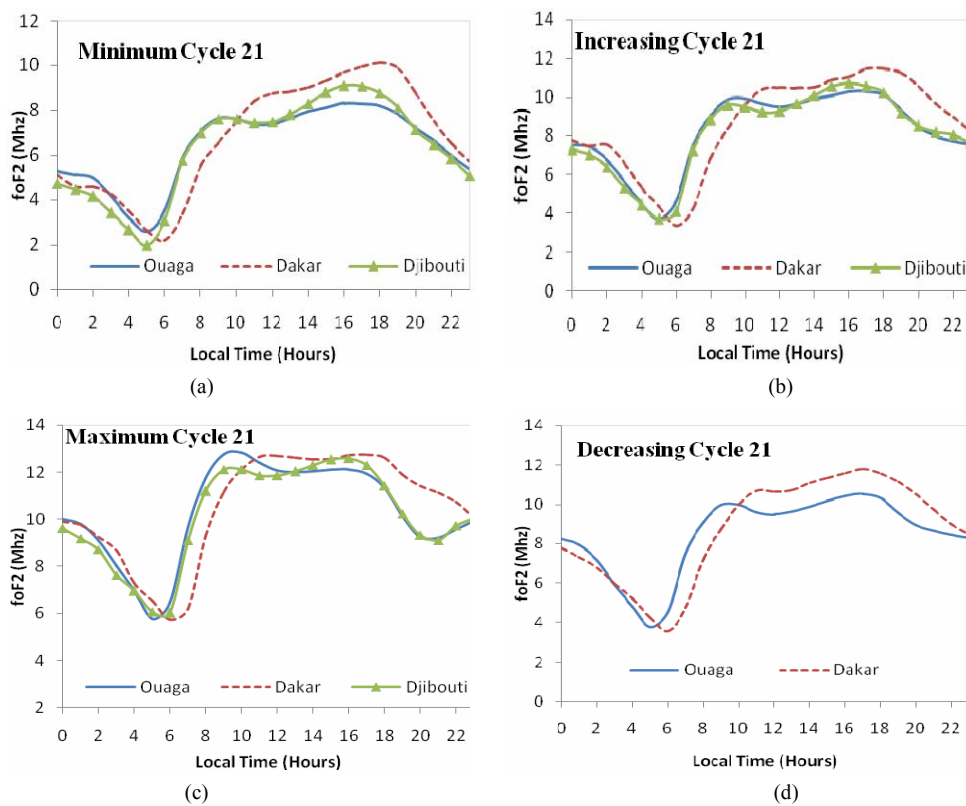 Minimum Cycle 21
foF2 (Mhz)
12
10
8
6
4
2
0
Ouaga Dakar Djibouti
0 2 4 6 8 10 12 14 16 18 20 22
Local Time (Hours)
(a)
Increasing Cycle 21
foF2 (Mhz)
14
12
10
8
6
4
2
0
Ouaga Dakar Djibouti
0 2 4 6 8 10 12 14 16 18 20 22
Local Time (Hours)
(b)
Maximum Cycle 21
foF2 (Mhz)
14
12
10
8
6
4
2
Ouaga Dakar Djibouti
0 2 4 6 8 10 12 14 16 18 20 22
Local Time (Hours)
(c)
Decreasing Cycle 21
foF2 (Mhz)
14
12
10
8
6
4
2
0
Ouaga Dakar
0 2 4 6 8 10 12 14 16 18 20 22
Local Time (Hours)
(d)